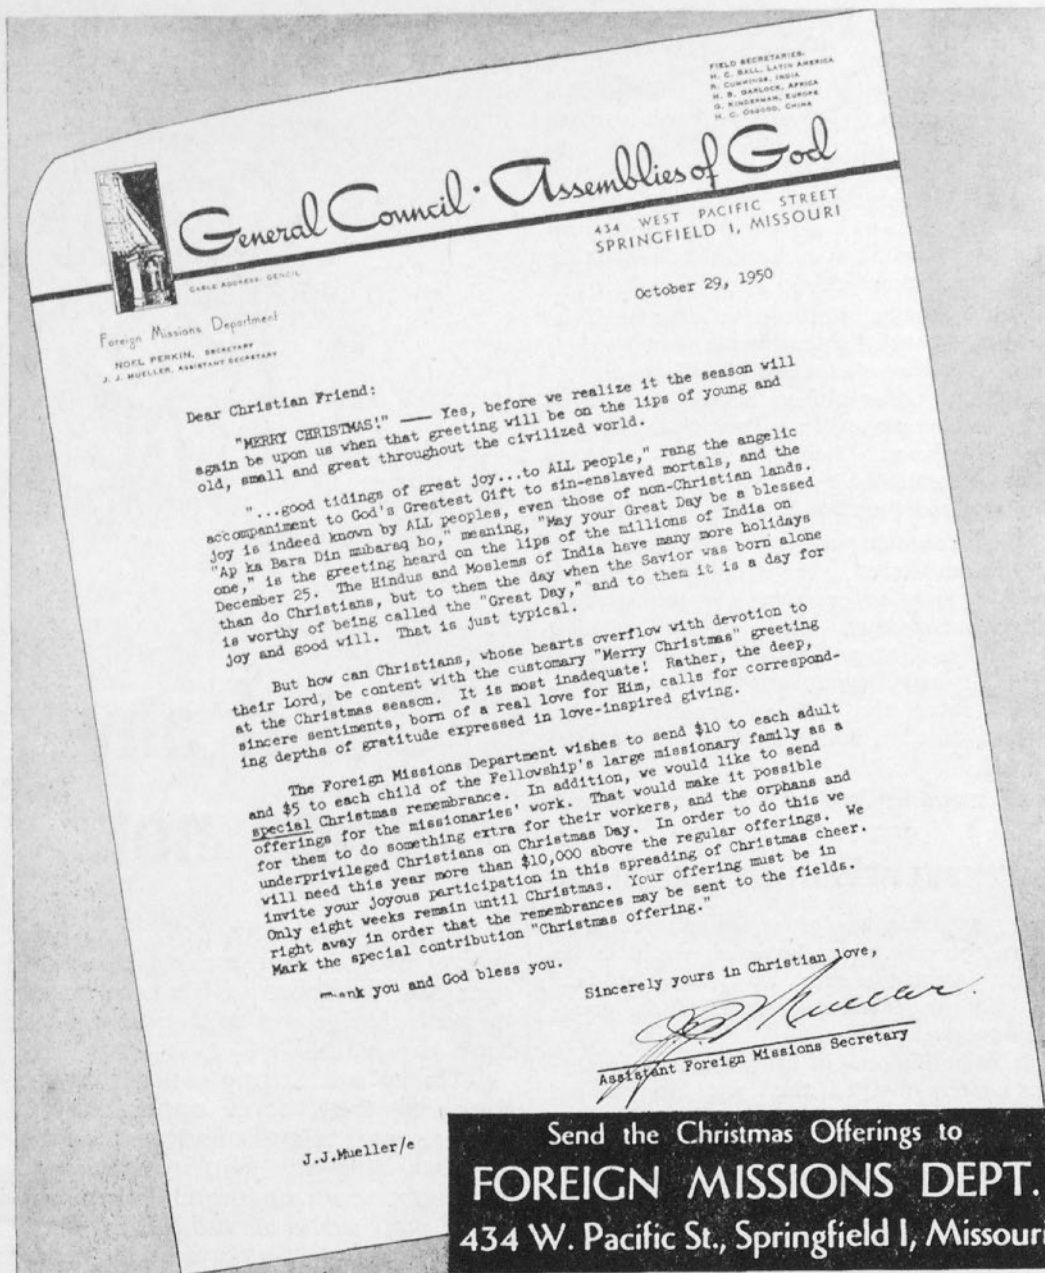 FIELD SECRETARIES:
H. C. BALL, LATIN AMERICA
R. CUMMINGS, INDIA
H. B. GARLOCK, AFRICA
G. KINDERMAN, EUROPE
H. C. OSGOOD, CHINA
General Council · Assemblies of God
434 WEST PACIFIC STREET
SPRINGFIELD 1, MISSOURI
CABLE ADDRESS: GENCIL
October 29, 1950
Foreign Missions Department
NOEL PERKIN, SECRETARY
J. J. MUELLER, ASSISTANT SECRETARY
Dear Christian Friend:
"MERRY CHRISTMAS!" — Yes, before we realize it the season will
again be upon us when that greeting will be on the lips of young and
old, small and great throughout the civilized world.
"...good tidings of great joy...to ALL people," rang the angelic
accompaniment to God's Greatest Gift to sin-enslaved mortals, and the
joy is indeed known by ALL peoples, even those of non-Christian lands.
"Ap ka Bara Din mubaraq ho," meaning, "May your Great Day be a blessed
one," is the greeting heard on the lips of the millions of India on
December 25. The Hindus and Moslems of India have many more holidays
than do Christians, but to them the day when the Savior was born alone
is worthy of being called the "Great Day," and to them it is a day for
joy and good will. That is just typical.
But how can Christians, whose hearts overflow with devotion to
their Lord, be content with the customary "Merry Christmas" greeting
at the Christmas season. It is most inadequate! Rather, the deep,
sincere sentiments, born of a real love for Him, calls for correspond-
ing depths of gratitude expressed in love-inspired giving.
The Foreign Missions Department wishes to send $10 to each adult
and $5 to each child of the Fellowship's large missionary family as a
special Christmas remembrance. In addition, we would like to send
offerings for the missionaries' work. That would make it possible
for them to do something extra for their workers, and the orphans and
underprivileged Christians on Christmas Day. In order to do this we
will need this year more than $10,000 above the regular offerings. We
invite your joyous participation in this spreading of Christmas cheer.
Only eight weeks remain until Christmas. Your offering must be in
right away in order that the remembrances may be sent to the fields.
Mark the special contribution "Christmas offering."
Thank you and God bless you.
Sincerely yours in Christian love,
J J Mueller
Assistant Foreign Missions Secretary
J.J.Mueller/e
Send the Christmas Offerings to
FOREIGN MISSIONS DEPT.
434 W. Pacific St., Springfield 1, Missouri